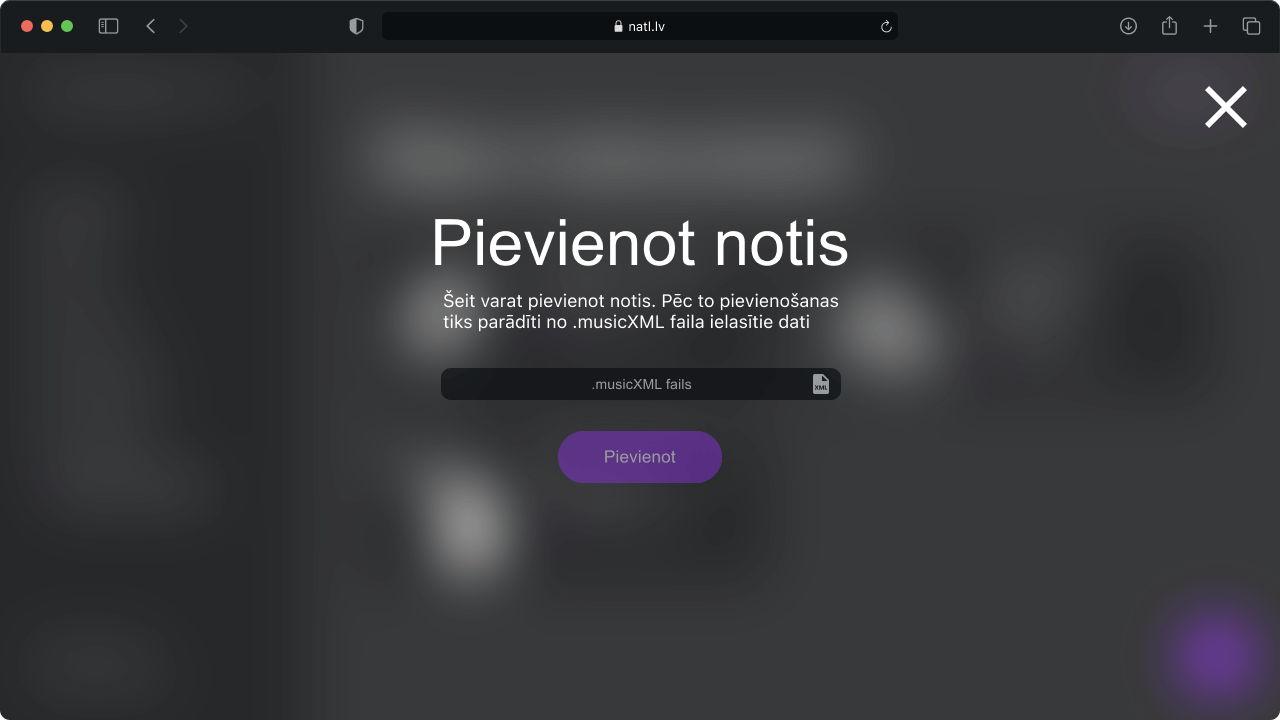 natl.lv
Pievienot notis
Šeit varat pievienot notis. Pēc to pievienošanas
tiks parādīti no .musicXML faila ielasītie dati
.musicXML fails
XML
Pievienot